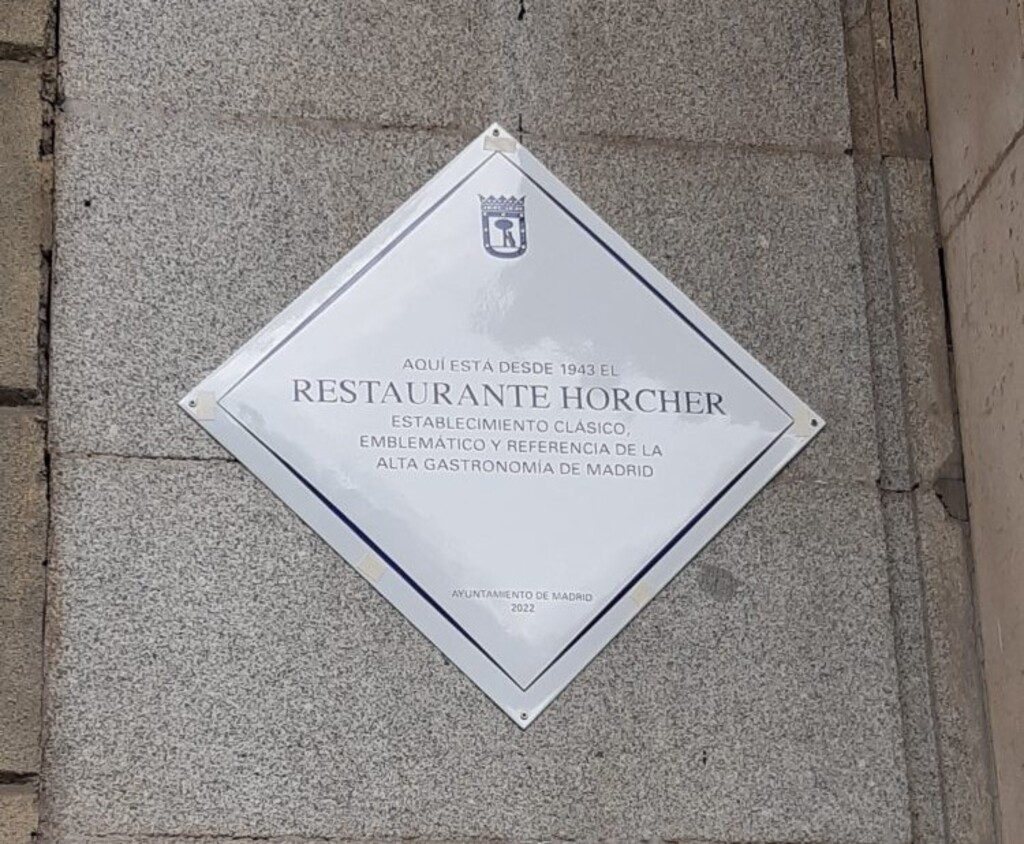 AQUÍ ESTÁ DESDE 1943 EL
RESTAURANTE HORCHER
ESTABLECIMIENTO CLÁSICO,
EMBLEMÁTICO Y REFERENCIA DE LA
ALTA GASTRONOMÍA DE MADRID
AYUNTAMIENTO DE MADRID
2022